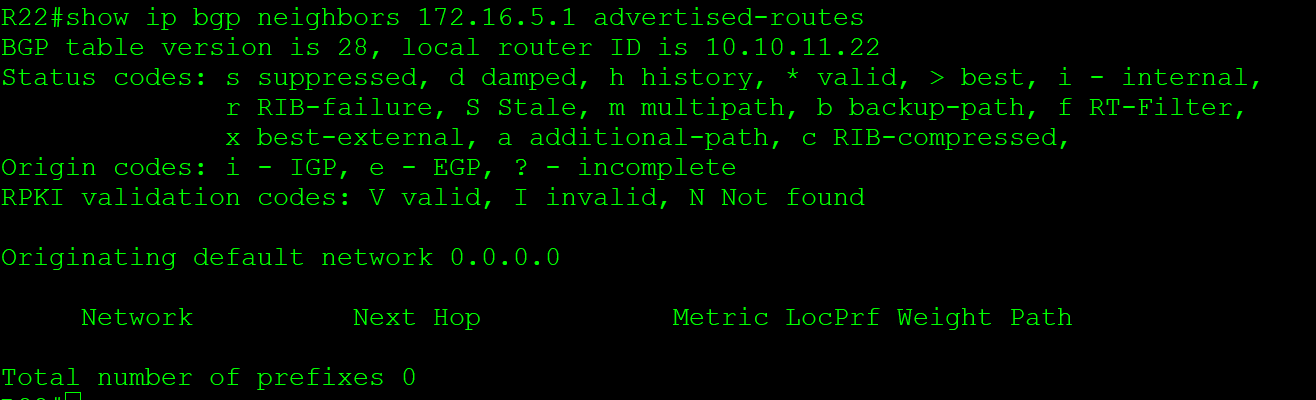 R22#show ip bgp neighbors 172.16.5.1 advertised-routes
BGP table version is 28, local router ID is 10.10.11.22
Status codes: s suppressed, d damped, h history, * valid, > best, i - internal,
r RIB-failure, S Stale, m multipath, b backup-path, f RT-Filter,
x best-external, a additional-path, c RIB-compressed,
Origin codes: i - IGP, e - EGP, ? - incomplete
RPKI validation codes: V valid, I invalid, N Not found
Originating default network 0.0.0.0
Network Next Hop Metric LocPrf Weight Path
Total number of prefixes 0